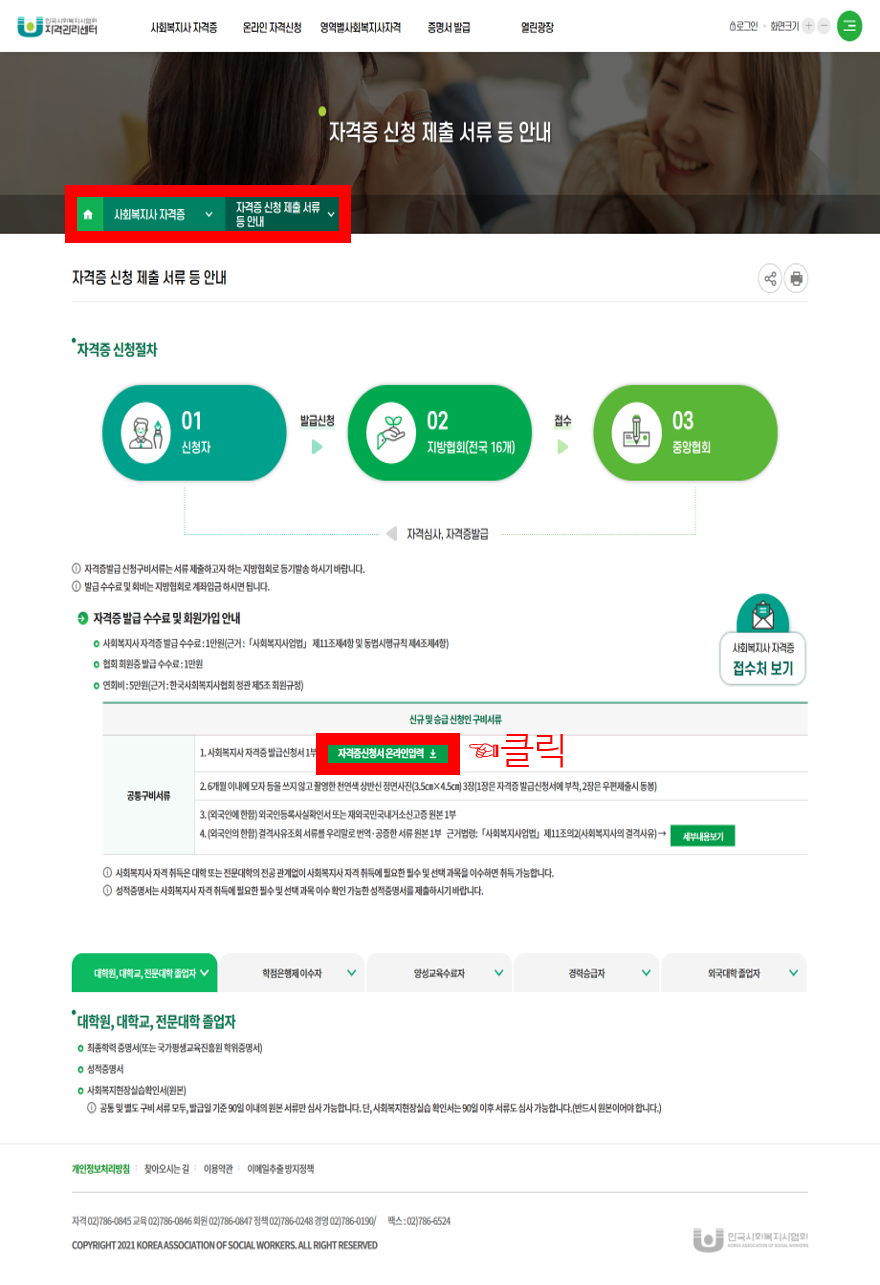 한국사회복지사협회
자격관리센터
사회복지사 자격증 온라인 자격신청 영역별사회복지사자격 증명서 발급 열린광장
로그인 화면크기 + -
자격증 신청 제출 서류 등 안내
사회복지사 자격증
자격증 신청 제출 서류
등 안내
자격증 신청 제출 서류 등 안내
자격증 신청절차
01
신청자
발급신청
02
지방협회(전국 16개)
접수
03
중앙협회
자격심사, 자격증발급
자격증발급 신청구비서류는 서류 제출하고자 하는 지방협회로 등기발송 하시기 바랍니다.
발급 수수료 및 회비는 지방협회로 계좌입금 하시면 됩니다.
자격증 발급 수수료 및 회원가입 안내
사회복지사 자격증 발급 수수료 : 1만원(근거 : 「사회복지사업법」 제11조제4항 및 동법시행규칙 제4조제4항)
협회 회원증 발급 수수료 : 1만원
연회비 : 5만원(근거 : 한국사회복지사협회 정관 제5조 회원규정)
사회복지사 자격증
접수처 보기
신규 및 승급 신청인 구비서류
공통구비서류
1. 사회복지사 자격증 발급신청서 1부 자격증신청서 온라인입력 ☜클릭
2. 6개월 이내에 모자 등을 쓰지 않고 촬영한 천연색 상반신 정면사진(3.5㎝×4.5㎝) 3장(1장은 자격증 발급신청서에 부착, 2장은 우편제출시 동봉)
3. (외국인에 한함) 외국인등록사실확인서 또는 재외국민국내거소신고증 원본 1부
4. (외국인의 한함) 결격사유조회 서류를 우리말로 번역·공증한 서류 원본 1부 근거법령: 「사회복지사업법」 제11조의2(사회복지사의 결격사유) → 세부내용보기
사회복지사 자격 취득은 대학 또는 전문대학의 전공 관계없이 사회복지사 자격 취득에 필요한 필수 및 선택 과목을 이수하면 취득 가능합니다.
성적증명서는 사회복지사 자격 취득에 필요한 필수 및 선택 과목 이수 확인 가능한 성적증명서를 제출하시기 바랍니다.
대학원, 대학교, 전문대학 졸업자 학점은행제 이수자 양성교육수료자 경력승급자 외국대학 졸업자
대학원, 대학교, 전문대학 졸업자
최종학력 증명서(또는 국가평생교육진흥원 학위증명서)
성적증명서
사회복지현장실습확인서(원본)
공통 및 별도 구비 서류 모두, 발급일 기준 90일 이내의 원본 서류만 심사 가능합니다. 단, 사회복지현장실습 확인서는 90일 이후 서류도 심사 가능합니다.(반드시 원본이어야 합니다.)
개인정보처리방침 찾아오시는 길 이용약관 이메일추출 방지정책
자격 02)786-0845 교육 02)786-0846 회원 02)786-0847 정책 02)786-0248 경영 02)786-0190/ 팩스 : 02)786-6524
COPYRIGHT 2021 KOREA ASSOCIATION OF SOCIAL WORKERS. ALL RIGHT RESERVED
한국사회복지사협회
KOREA ASSOCIATION OF SOCIAL WORKERS